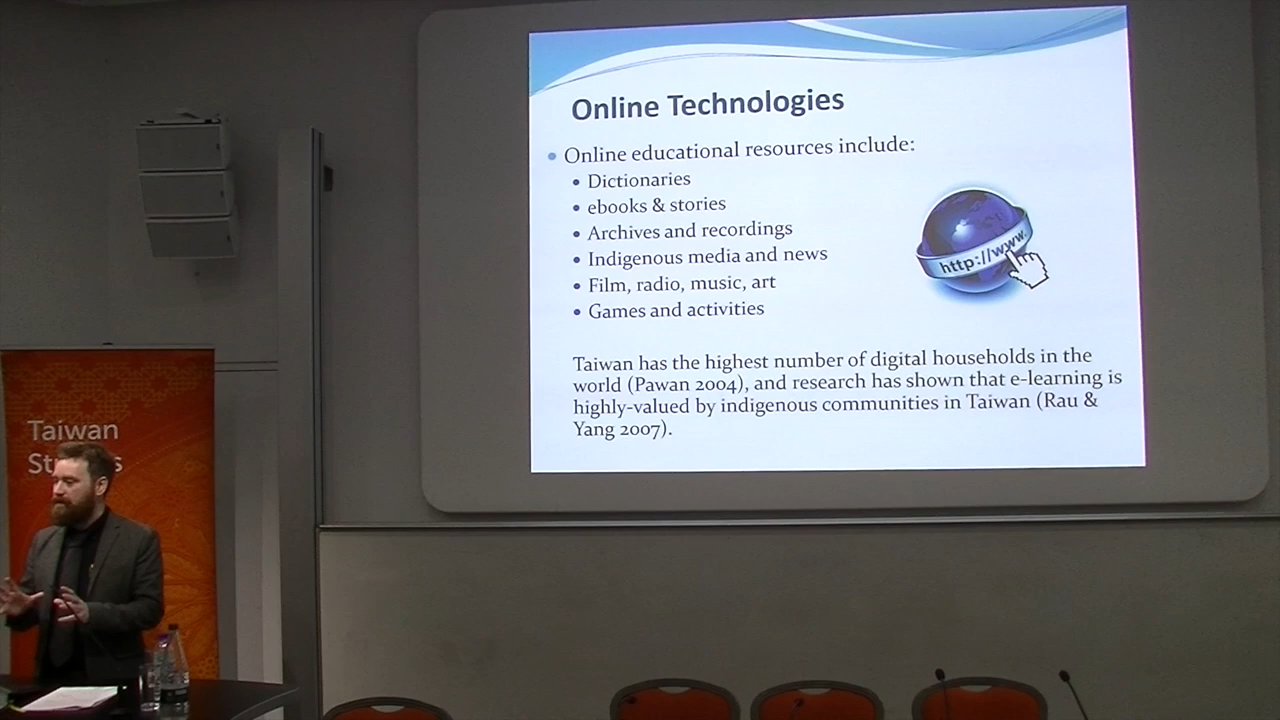 Online Technologies
• Online educational resources include:
• Dictionaries
• ebooks & stories
• Archives and recordings
• Indigenous media and news
• Film, radio, music, art
• Games and activities
http://www.
Taiwan has the highest number of digital households in the
world (Pawan 2004), and research has shown that e-learning is
highly-valued by indigenous communities in Taiwan (Rau &
Yang 2007).
Taiwan